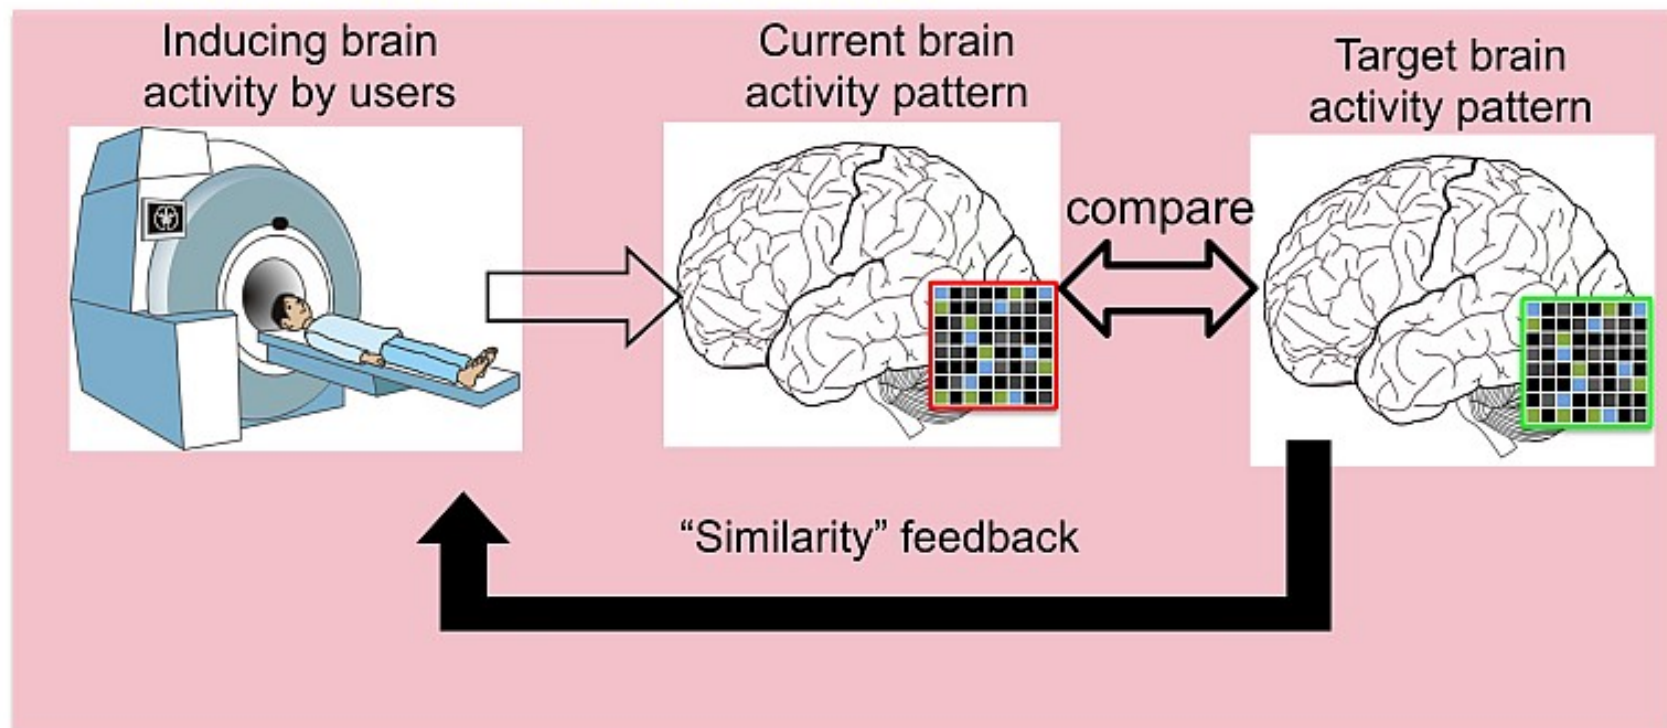 Inducing brain
activity by users
Current brain
activity pattern
Target brain
activity pattern
compare
“Similarity” feedback